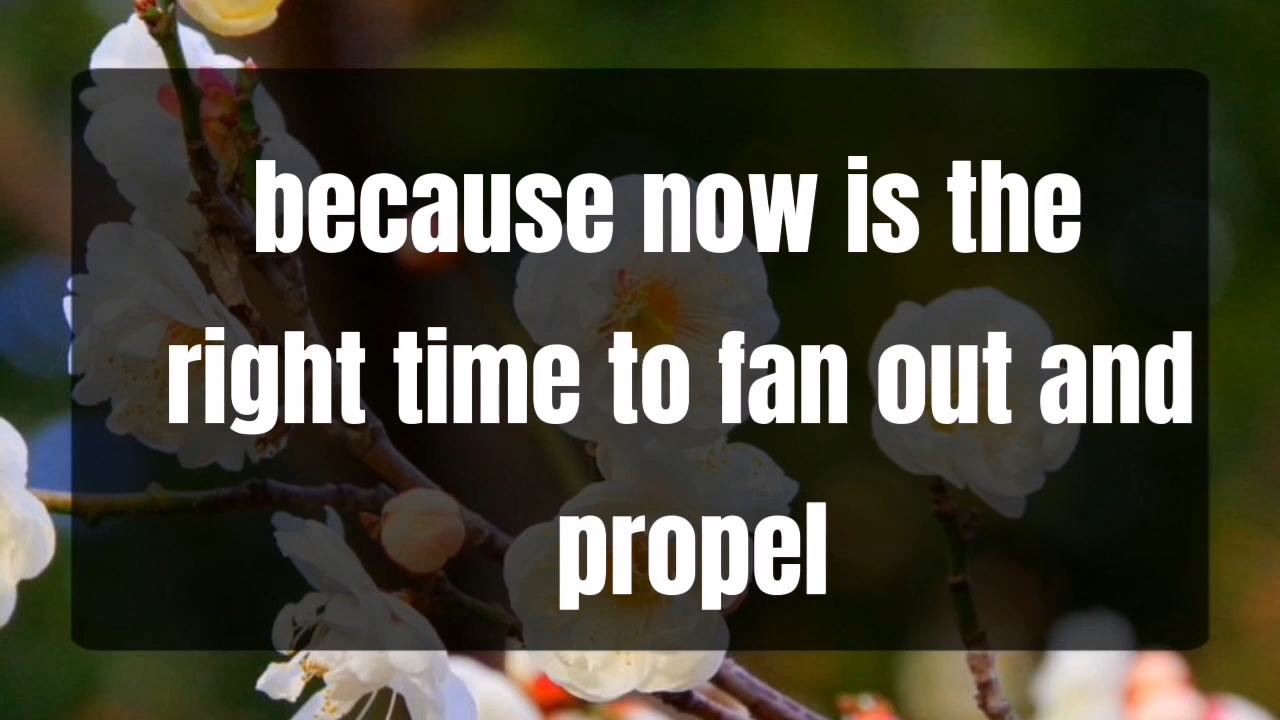 because now is the
right time to fan out and
propel